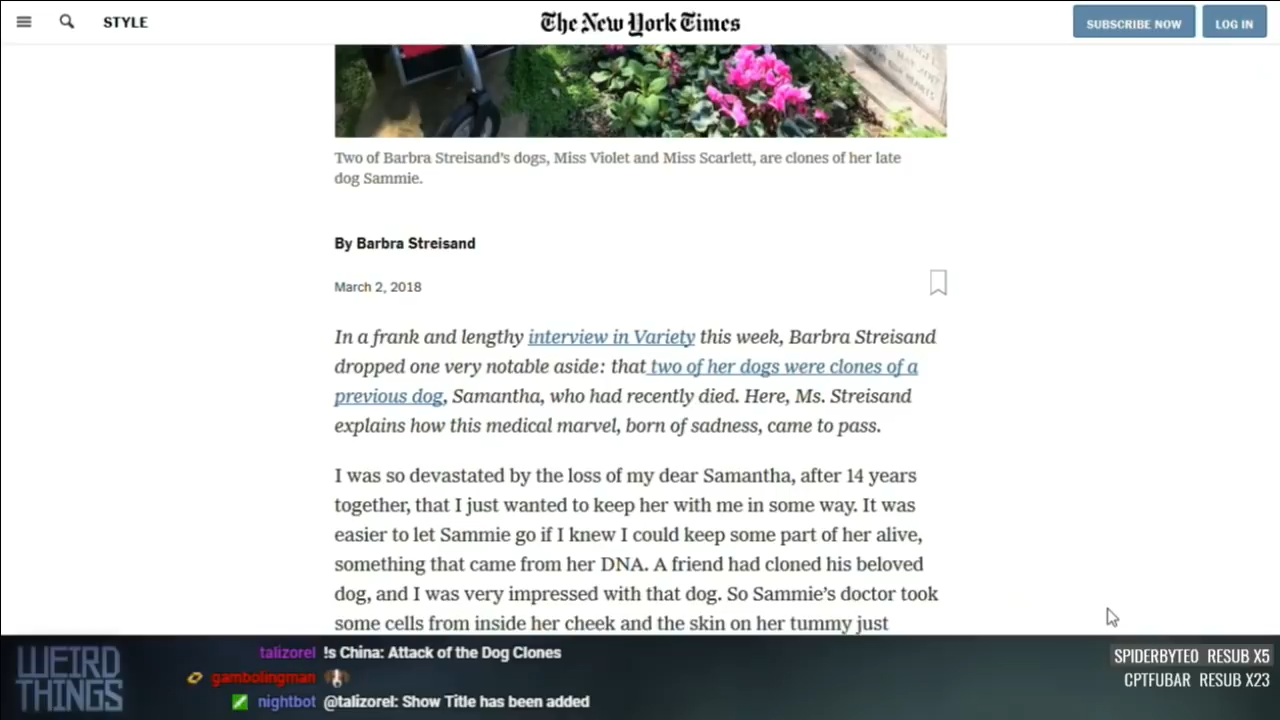 STYLE
The New York Times
SUBSCRIBE NOW
LOG IN
Two of Barbra Streisand's dogs, Miss Violet and Miss Scarlett, are clones of her late
dog Sammie.
By Barbra Streisand
March 2, 2018
In a frank and lengthy interview in Variety this week, Barbra Streisand
dropped one very notable aside: that two of her dogs were clones of a
previous dog, Samantha, who had recently died. Here, Ms. Streisand
explains how this medical marvel, born of sadness, came to pass.
I was so devastated by the loss of my dear Samantha, after 14 years
together, that I just wanted to keep her with me in some way. It was
easier to let Sammie go if I knew I could keep some part of her alive,
something that came from her DNA. A friend had cloned his beloved
dog, and I was very impressed with that dog. So Sammie's doctor took
some cells from inside her cheek and the skin on her tummy just
WEIRD
THINGS
talizorel !s China: Attack of the Dog Clones
gambolingman
nightbot @talizorel: Show Title has been added
SPIDERBYTE0 RESUB X5
CPTFUBAR RESUB X23